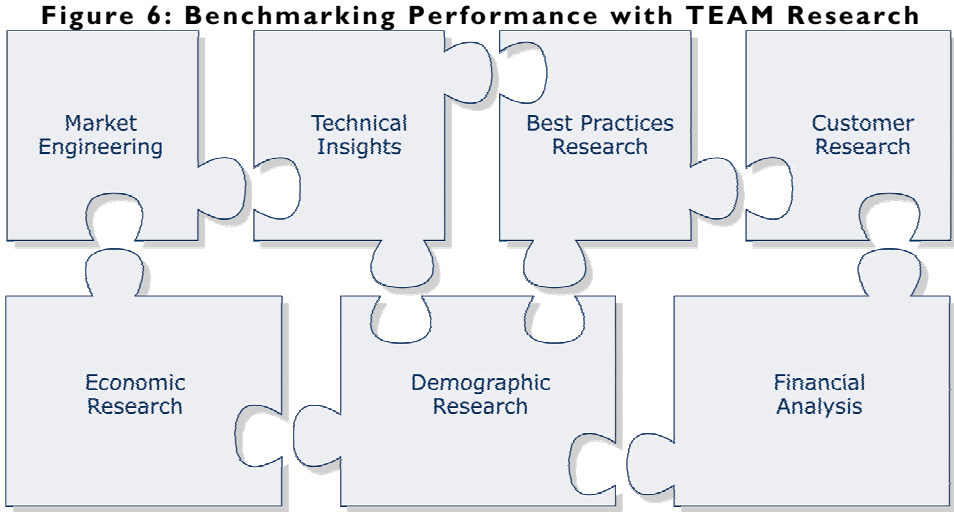 Figure 6: Benchmarking Performance with TEAM Research
Market
Engineering
Technical
Insights
Best Practices
Research
Customer
Research
Economic
Research
Demographic
Research
Financial
Analysis